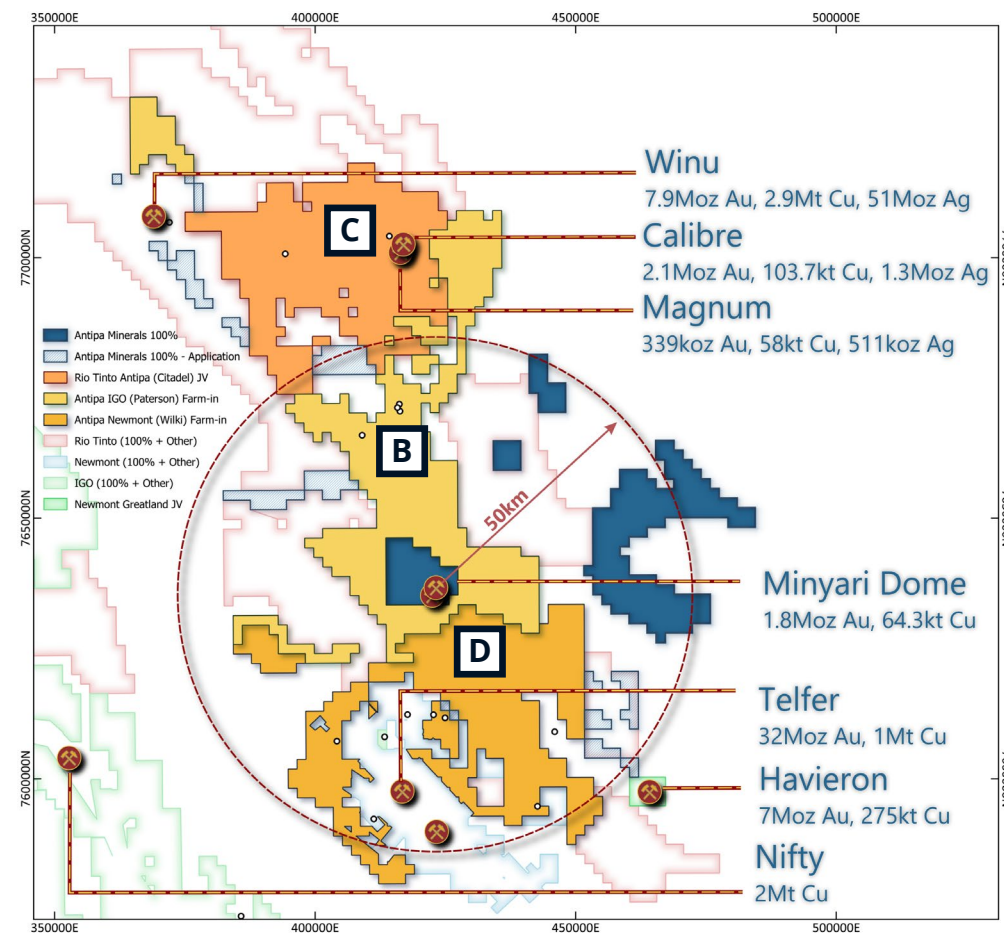 350000E
400000E
450000E
500000E
Winu
7.9Moz Au, 2.9Mt Cu, 51Moz Ag
Calibre
2.1Moz Au, 103.7kt Cu, 1.3Moz Ag
Magnum
339koz Au, 58kt Cu, 511koz Ag
C
7700000N
Antipa Minerals 100%
Antipa Minerals 100% - Application
Rio Tinto Antipa (Citadel) JV
Antipa IGO (Paterson) Farm-in
Antipa Newmont (Wilki) Farm-in
Rio Tinto (100% + Other)
Newmont (100% + Other)
IGO (100% + Other)
Newmont Greatland JV
B
50km
7650000N
Minyari Dome
1.8Moz Au, 64.3kt Cu
D
Telfer
32Moz Au, 1Mt Cu
Havieron
7Moz Au, 275kt Cu
7600000N
Nifty
2Mt Cu
350000E
400000E
450000E
500000E